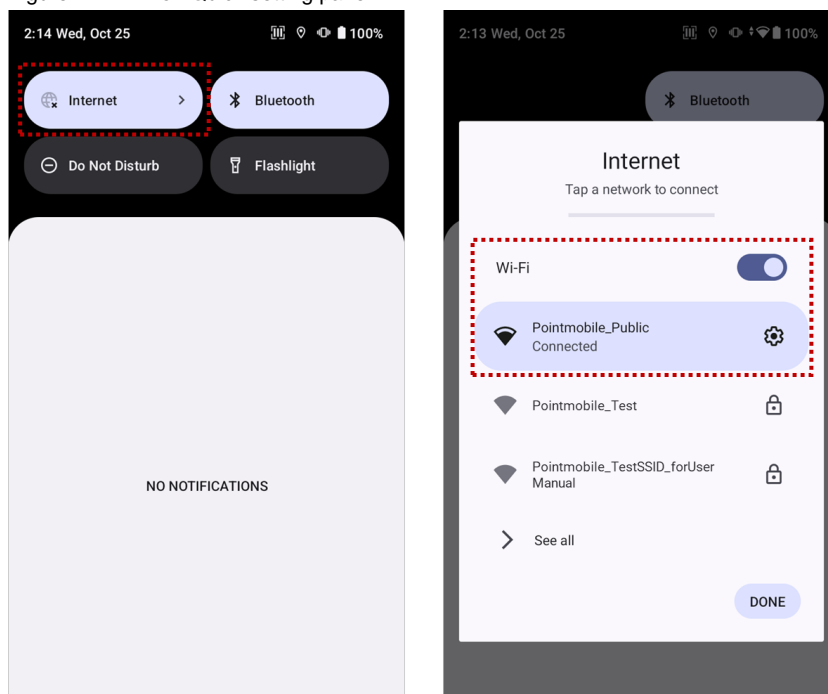 2:14 Wed, Oct 25 100%
Internet
Bluetooth
Do Not Disturb
Flashlight
NO NOTIFICATIONS
2:13 Wed, Oct 25 100%
Bluetooth
Internet
Tap a network to connect
Wi-Fi
Pointmobile_Public
Connected
Pointmobile_Test
Pointmobile_TestSSID_forUser
Manual
See all
DONE